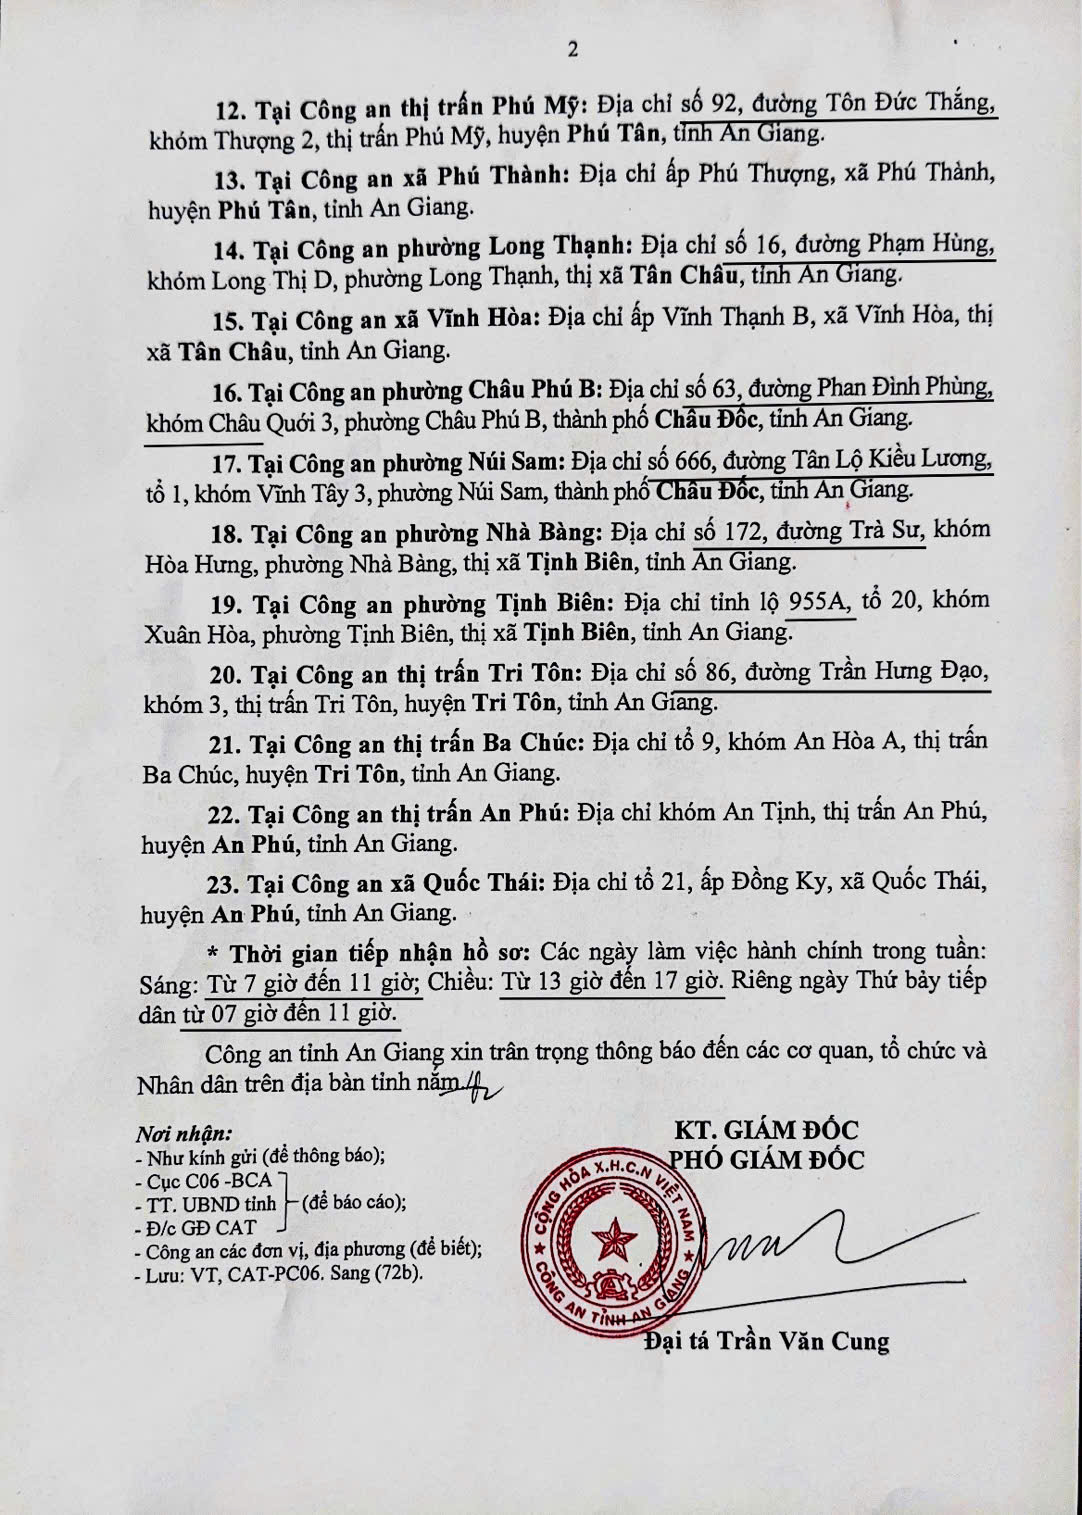 2
12. Tại Công an thị trấn Phú Mỹ: Địa chỉ số 92, đường Tôn Đức Thắng,
khóm Thượng 2, thị trấn Phú Mỹ, huyện Phú Tân, tỉnh An Giang.
13. Tại Công an xã Phú Thành: Địa chỉ ấp Phú Thượng, xã Phú Thành,
huyện Phú Tân, tỉnh An Giang.
14. Tại Công an phường Long Thạnh: Địa chỉ số 16, đường Phạm Hùng,
khóm Long Thị D, phường Long Thạnh, thị xã Tân Châu, tỉnh An Giang.
15. Tại Công an xã Vĩnh Hòa: Địa chỉ ấp Vĩnh Thạnh B, xã Vĩnh Hòa, thị
xã Tân Châu, tỉnh An Giang.
16. Tại Công an phường Châu Phú B: Địa chỉ số 63, đường Phan Đình Phùng,
khóm Châu Quới 3, phường Châu Phú B, thành phố Châu Đốc, tỉnh An Giang.
17. Tại Công an phường Núi Sam: Địa chỉ số 666, đường Tân Lộ Kiều Lương,
tổ 1, khóm Vĩnh Tây 3, phường Núi Sam, thành phố Châu Đốc, tỉnh An Giang.
18. Tại Công an phường Nhà Bàng: Địa chỉ số 172, đường Trà Sư, khóm
Hòa Hưng, phường Nhà Bàng, thị xã Tịnh Biên, tỉnh An Giang.
19. Tại Công an phường Tịnh Biên: Địa chỉ tỉnh lộ 955A, tổ 20, khóm
Xuân Hòa, phường Tịnh Biên, thị xã Tịnh Biên, tỉnh An Giang.
20. Tại Công an thị trấn Tri Tôn: Địa chỉ số 86, đường Trần Hưng Đạo,
khóm 3, thị trấn Tri Tôn, huyện Tri Tôn, tỉnh An Giang.
21. Tại Công an thị trấn Ba Chúc: Địa chỉ tổ 9, khóm An Hòa A, thị trấn
Ba Chúc, huyện Tri Tôn, tỉnh An Giang.
22. Tại Công an thị trấn An Phú: Địa chỉ khóm An Tịnh, thị trấn An Phú,
huyện An Phú, tỉnh An Giang.
23. Tại Công an xã Quốc Thái: Địa chỉ tổ 21, ấp Đồng Ky, xã Quốc Thái,
huyện An Phú, tỉnh An Giang.
* Thời gian tiếp nhận hồ sơ: Các ngày làm việc hành chính trong tuần:
Sáng: Từ 7 giờ đến 11 giờ; Chiều: Từ 13 giờ đến 17 giờ. Riêng ngày Thứ bảy tiếp
dân từ 07 giờ đến 11 giờ.
Công an tỉnh An Giang xin trân trọng thông báo đến các cơ quan, tổ chức và
Nhân dân trên địa bàn tỉnh nắm.
Nơi nhận:
- Như kính gửi (để thông báo);
- Cục C06 -BCA
- TT. UBND tỉnh (để báo cáo);
- Đ/c GĐ CAT
- Công an các đơn vị, địa phương (để biết);
- Lưu: VT, CAT-PC06. Sang (72b).
KT. GIÁM ĐỐC
PHÓ GIÁM ĐỐC
CỘNG HÒA X.H.C.N VIỆT NAM
CÔNG AN TỈNH AN GIANG
Đại tá Trần Văn Cung